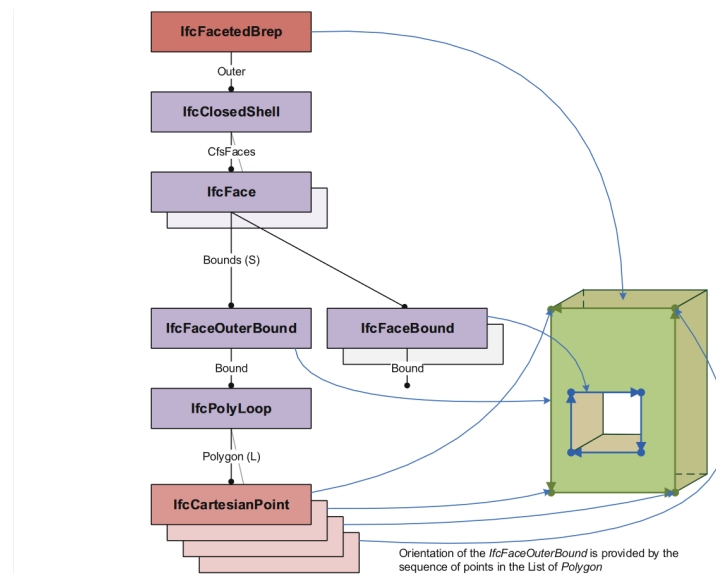 IfcFacetedBrep
Outer
IfcClosedShell
CfsFaces
IfcFace
Bounds (S)
IfcFaceOuterBound
IfcFaceBound
Bound
Bound
IfcPolyLoop
Polygon (L)
IfcCartesianPoint
Orientation of the IfcFaceOuterBound is provided by the
sequence of points in the List of Polygon